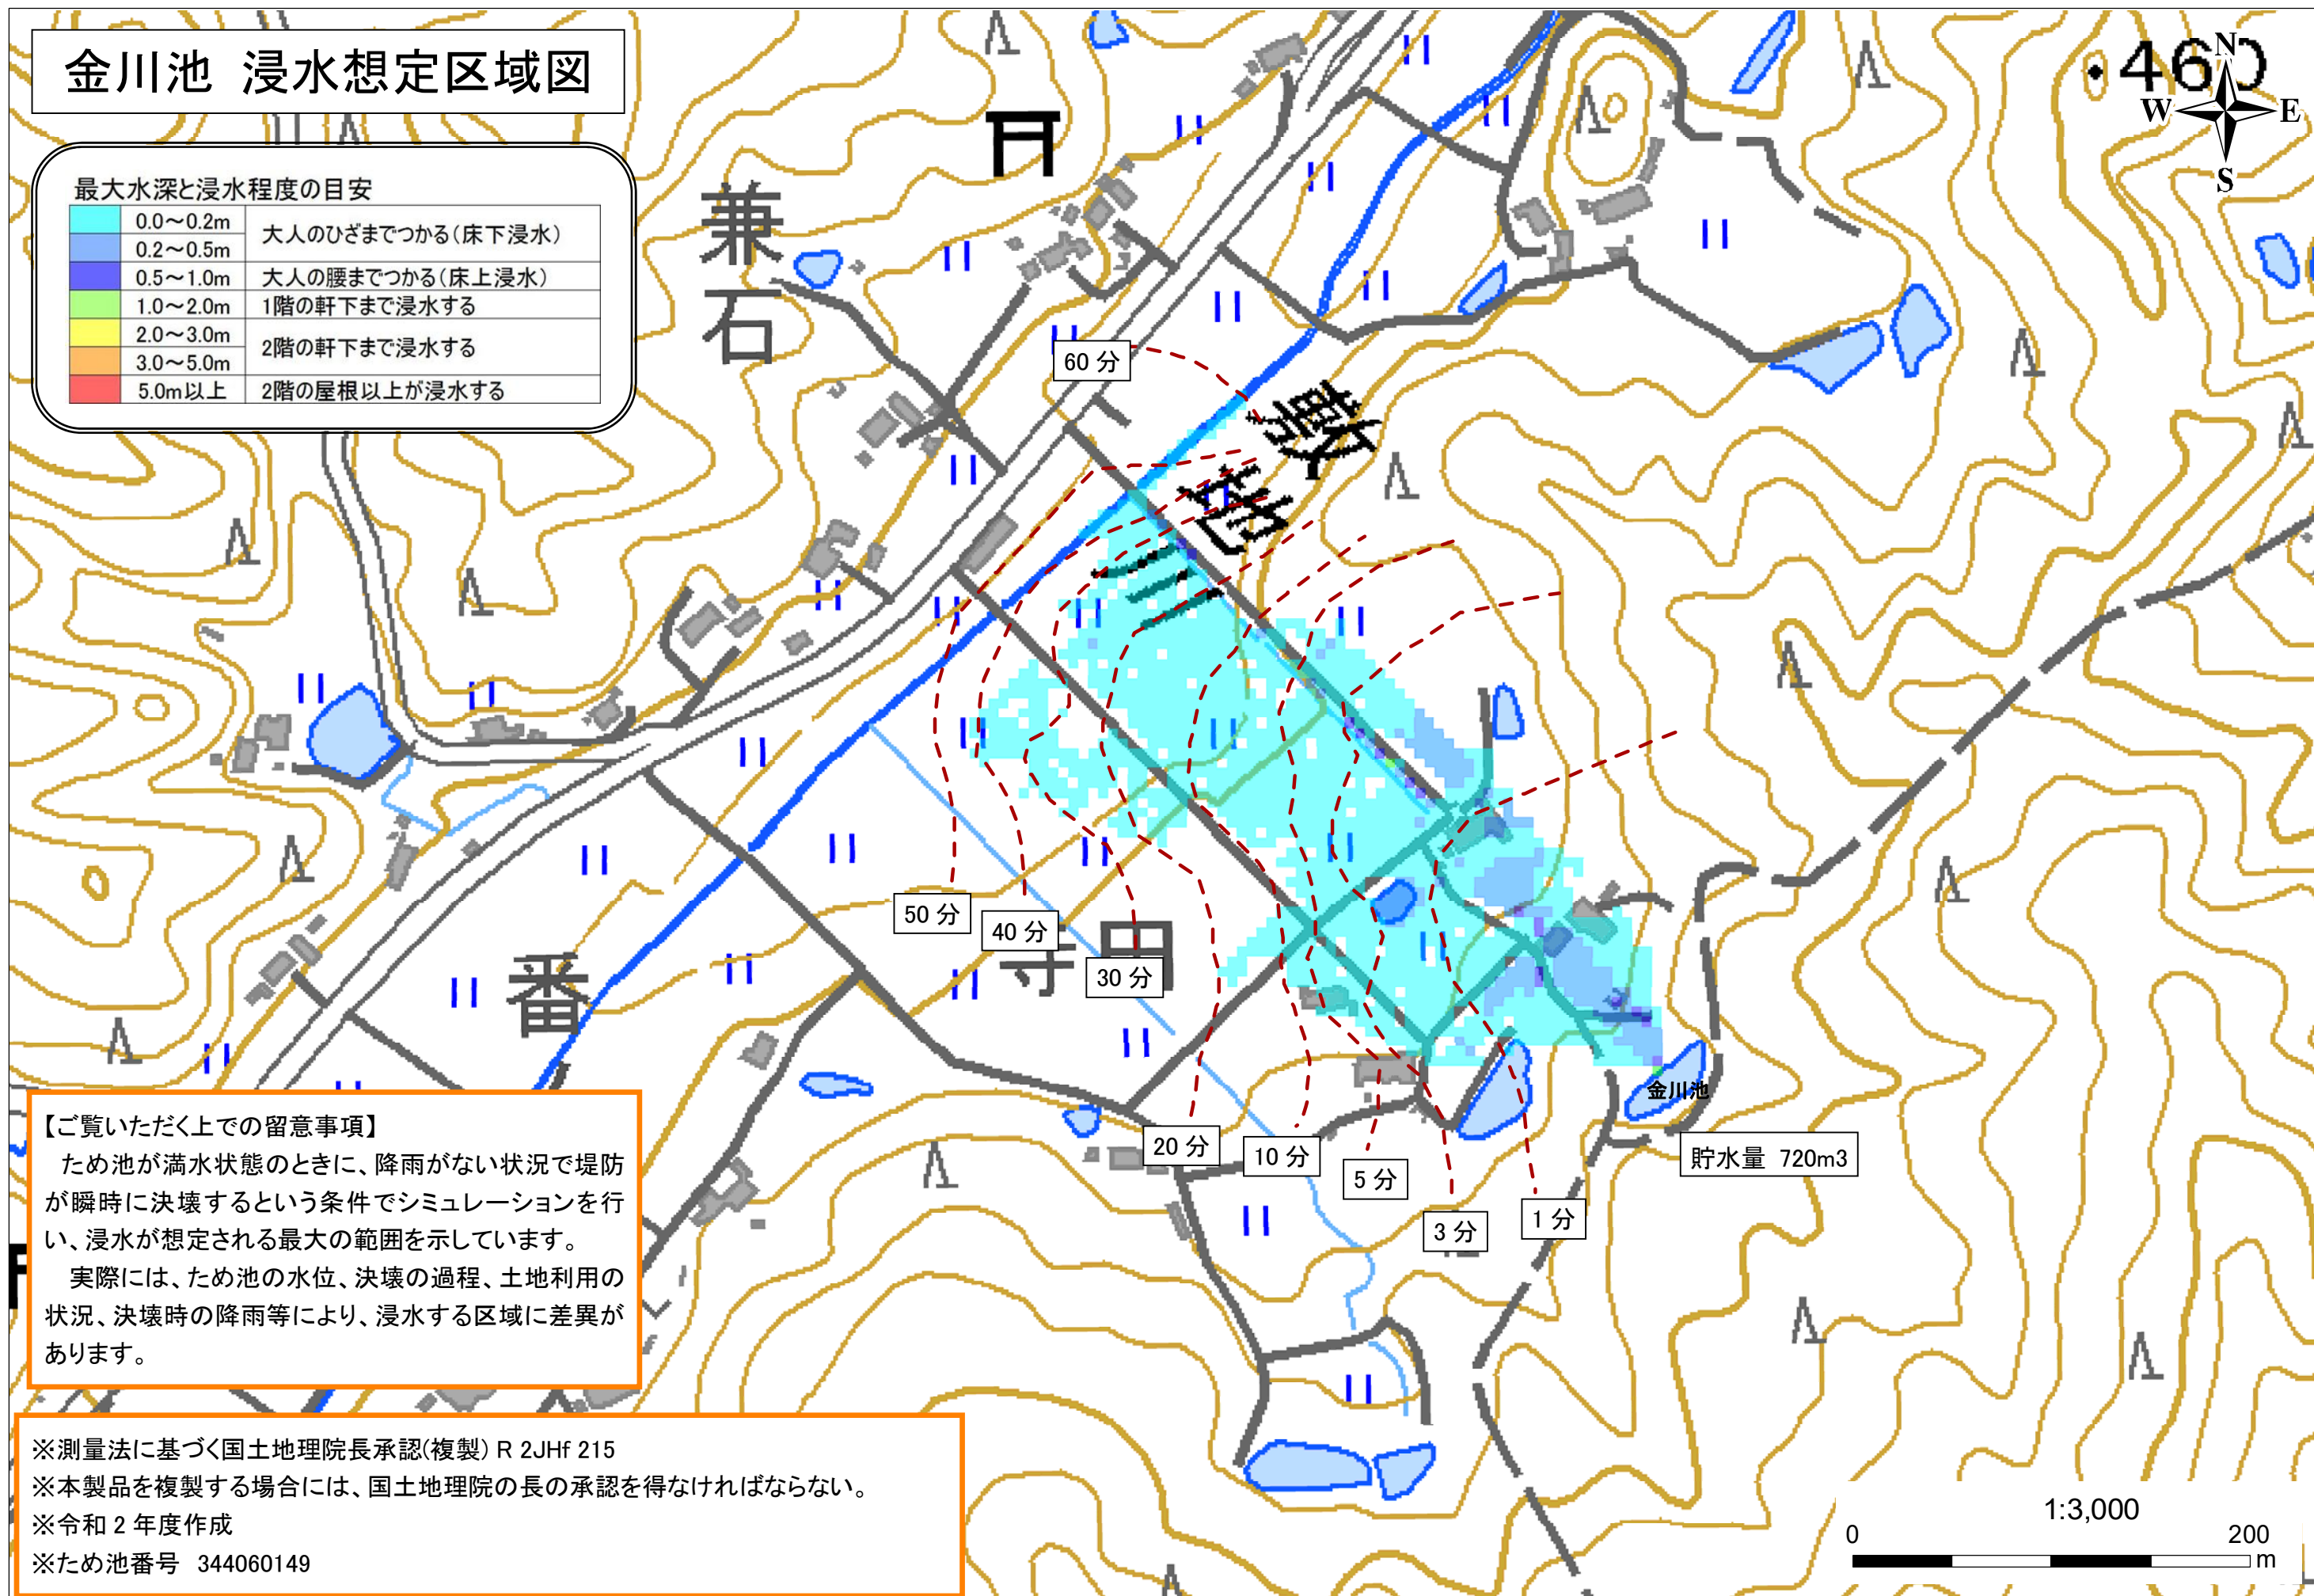 金川池 浸水想定区域図
460
N
W
E
S
最大水深と浸水程度の目安
0.0～0.2m
大人のひざまでつかる(床下浸水)
0.2～0.5m
0.5～1.0m 大人の腰までつかる(床上浸水)
1.0～2.0m 1階の軒下まで浸水する
2.0～3.0m
2階の軒下まで浸水する
3.0～5.0m
5.0m以上 2階の屋根以上が浸水する
兼石
60 分
50 分
40 分
30 分
20 分
10 分
5 分
3 分
1 分
番
金川池
貯水量 720m3
【ご覧いただく上での留意事項】
ため池が満水状態のときに、降雨がない状況で堤防
が瞬時に決壊するという条件でシミュレーションを行
い、浸水が想定される最大の範囲を示しています。
実際には、ため池の水位、決壊の過程、土地利用の
状況、決壊時の降雨等により、浸水する区域に差異が
あります。
※測量法に基づく国土地理院長承認(複製) R 2JHf 215
※本製品を複製する場合には、国土地理院の長の承認を得なければならない。
※令和 2 年度作成
※ため池番号 344060149
1:3,000
0 200
m